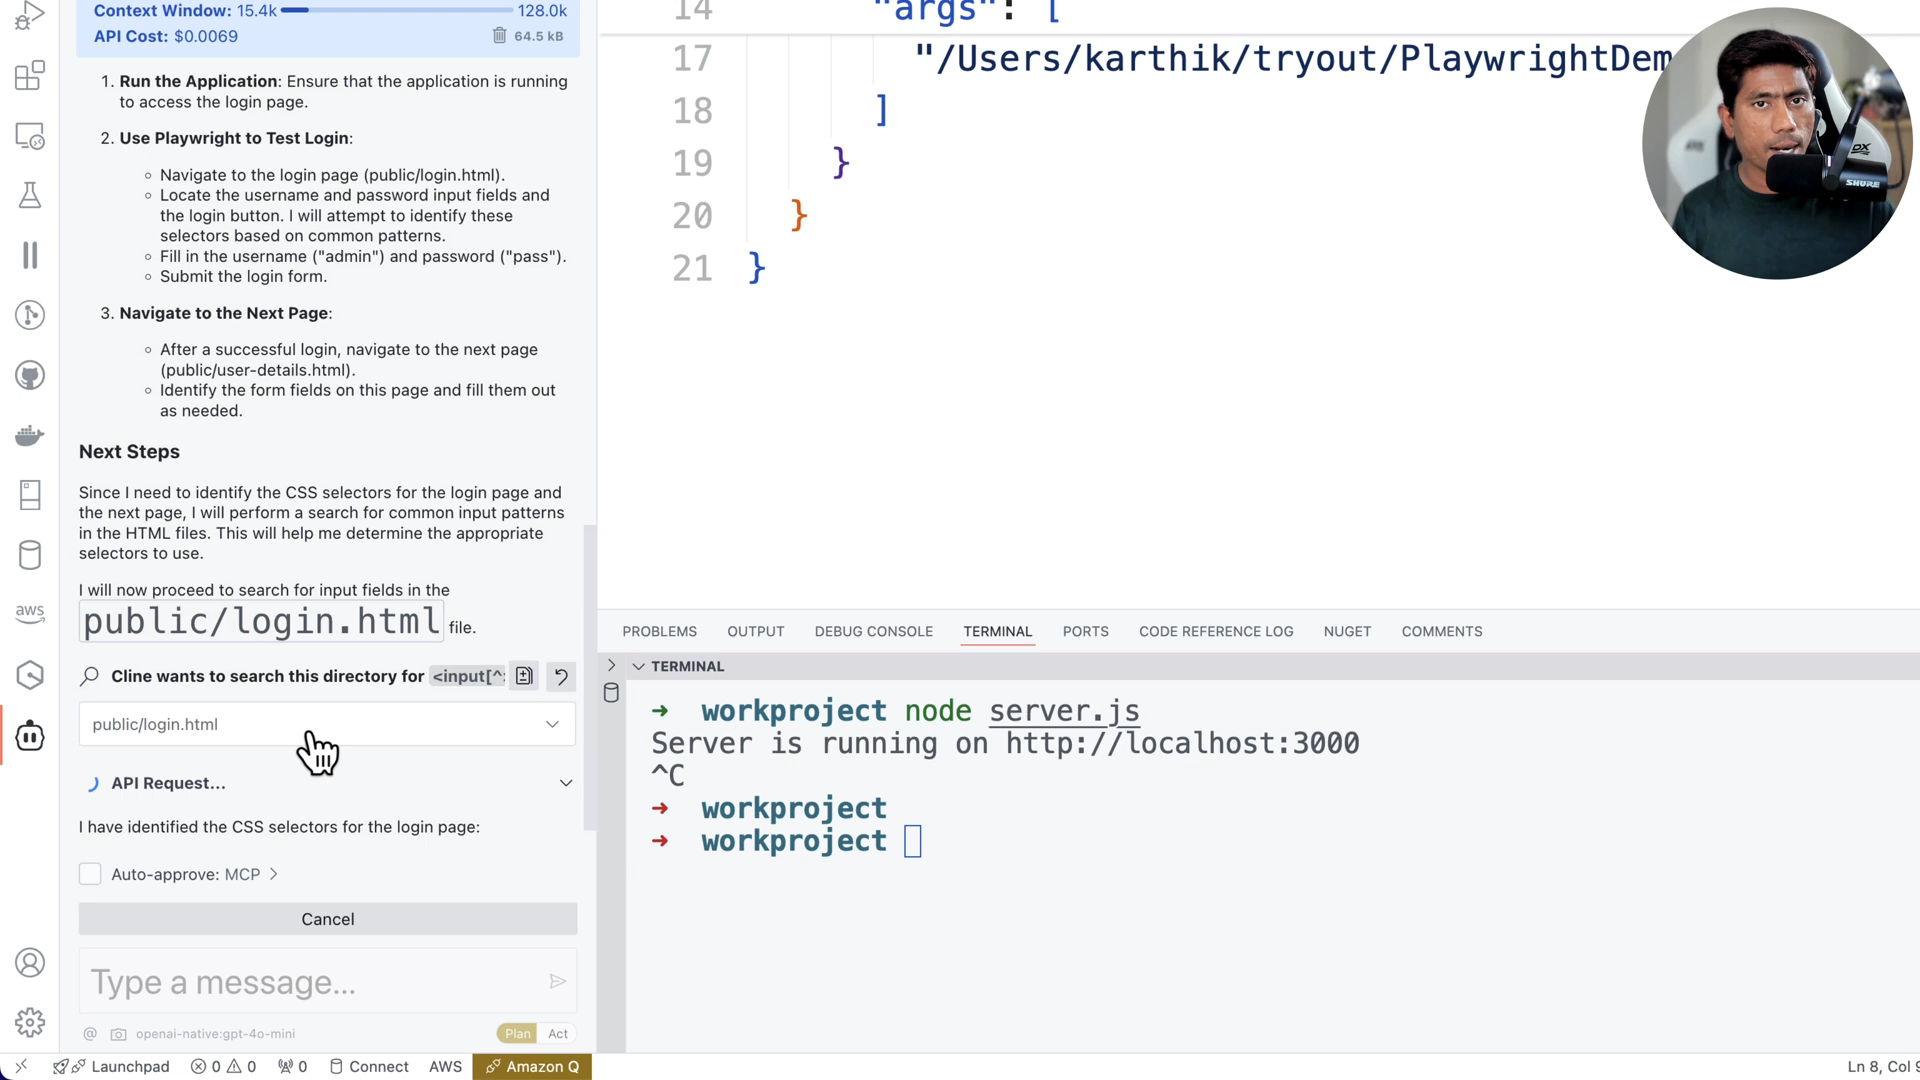 Context Window: 15.4k 128.0k
API Cost: $0.0069 64.5 kB
1. Run the Application: Ensure that the application is running
to access the login page.
2. Use Playwright to Test Login:
Navigate to the login page (public/login.html).
Locate the username and password input fields and
the login button. I will attempt to identify these
selectors based on common patterns.
Fill in the username ("admin") and password ("pass").
Submit the login form.
3. Navigate to the Next Page:
After a successful login, navigate to the next page
(public/user-details.html).
Identify the form fields on this page and fill them out
as needed.
Next Steps
Since I need to identify the CSS selectors for the login page and
the next page, I will perform a search for common input patterns
in the HTML files. This will help me determine the appropriate
selectors to use.
I will now proceed to search for input fields in the
public/login.html file.
Cline wants to search this directory for <input[^
public/login.html
API Request...
I have identified the CSS selectors for the login page:
Auto-approve: MCP >
Cancel
Type a message...
@ openai-native:gpt-4o-mini Plan Act
aws
14 "args": [
17 "/Users/karthik/tryout/PlaywrightDem
18 ]
19 }
20 }
21 }
SHURE
PROBLEMS OUTPUT DEBUG CONSOLE TERMINAL PORTS CODE REFERENCE LOG NUGET COMMENTS
TERMINAL
→ workproject node server.js
Server is running on http://localhost:3000
^C
→ workproject
→ workproject
Launchpad 0 0 0 Connect AWS Amazon Q Ln 8, Col 9